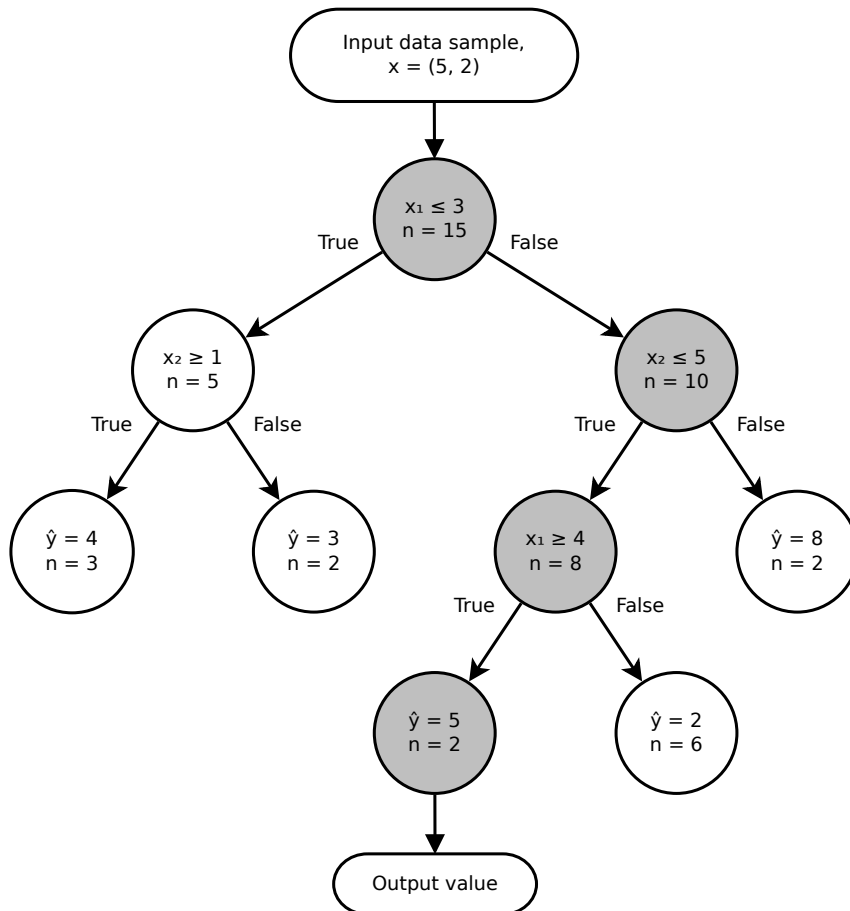 Input data sample,
x = (5, 2)
x₁ ≤ 3
n = 15
True
False
x₂ ≥ 1
n = 5
x₂ ≤ 5
n = 10
True
False
True
False
ŷ = 4
n = 3
ŷ = 3
n = 2
x₁ ≥ 4
n = 8
ŷ = 8
n = 2
True
False
ŷ = 5
n = 2
ŷ = 2
n = 6
Output value